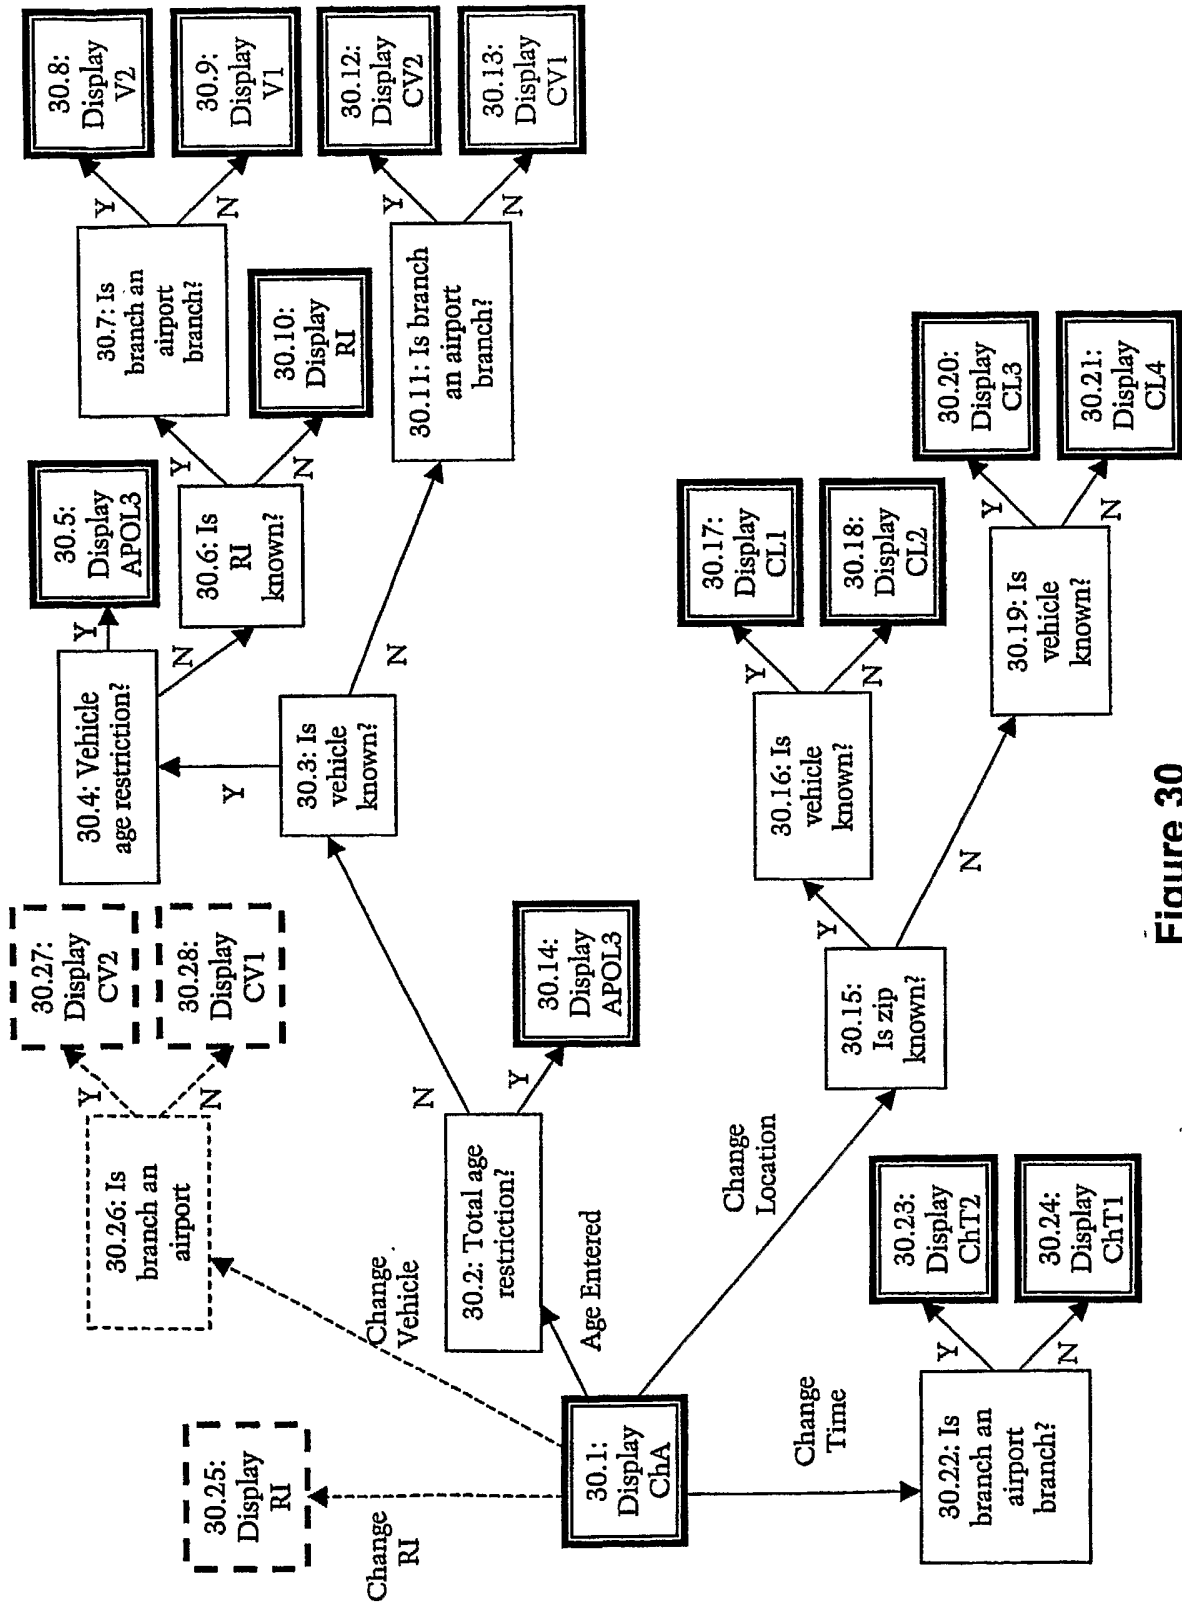 30.8:
Display
V2
30.9:
Display
V1
30.12:
Display
CV2
30.13:
Display
CV1
Y
N
Y
N
30.7: Is
branch an
airport
branch?
30.10:
Display
RI
30.11: Is branch
an airport
branch?
Y
N
30.5:
Display
APOL3
30.6: Is
RI
known?
Y
N
N
30.4: Vehicle
age restriction?
Y
30.3: Is
vehicle
known?
30.27:
Display
CV2
30.28:
Display
CV1
Y
N
30.26: Is
branch an
airport
N
Y
30.14:
Display
APOL3
30.2: Total age
restriction?
Change
Vehicle
Age Entered
30.25:
Display
RI
Change
RI
30.1:
Display
ChA
Change
Location
Change
Time
30.20:
Display
CL3
30.21:
Display
CL4
30.17:
Display
CL1
30.18:
Display
CL2
Y
N
Y
N
30.19: Is
vehicle
known?
30.16: Is
vehicle
known?
Y
N
30.15:
Is zip
known?
30.23:
Display
ChT2
30.24:
Display
ChT1
Y
N
30.22: Is
branch an
airport
branch?
Figure 30